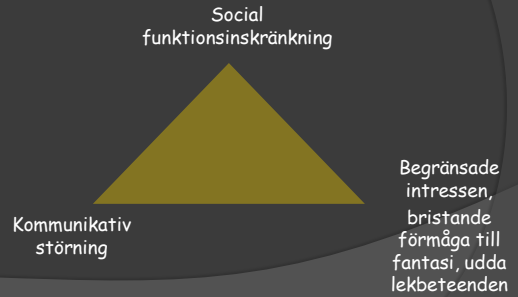 Social
funktionsinskränkning
Begränsade
intressen,
bristande
förmåga till
fantasi, udda
lekbeteenden
Kommunikativ
störning